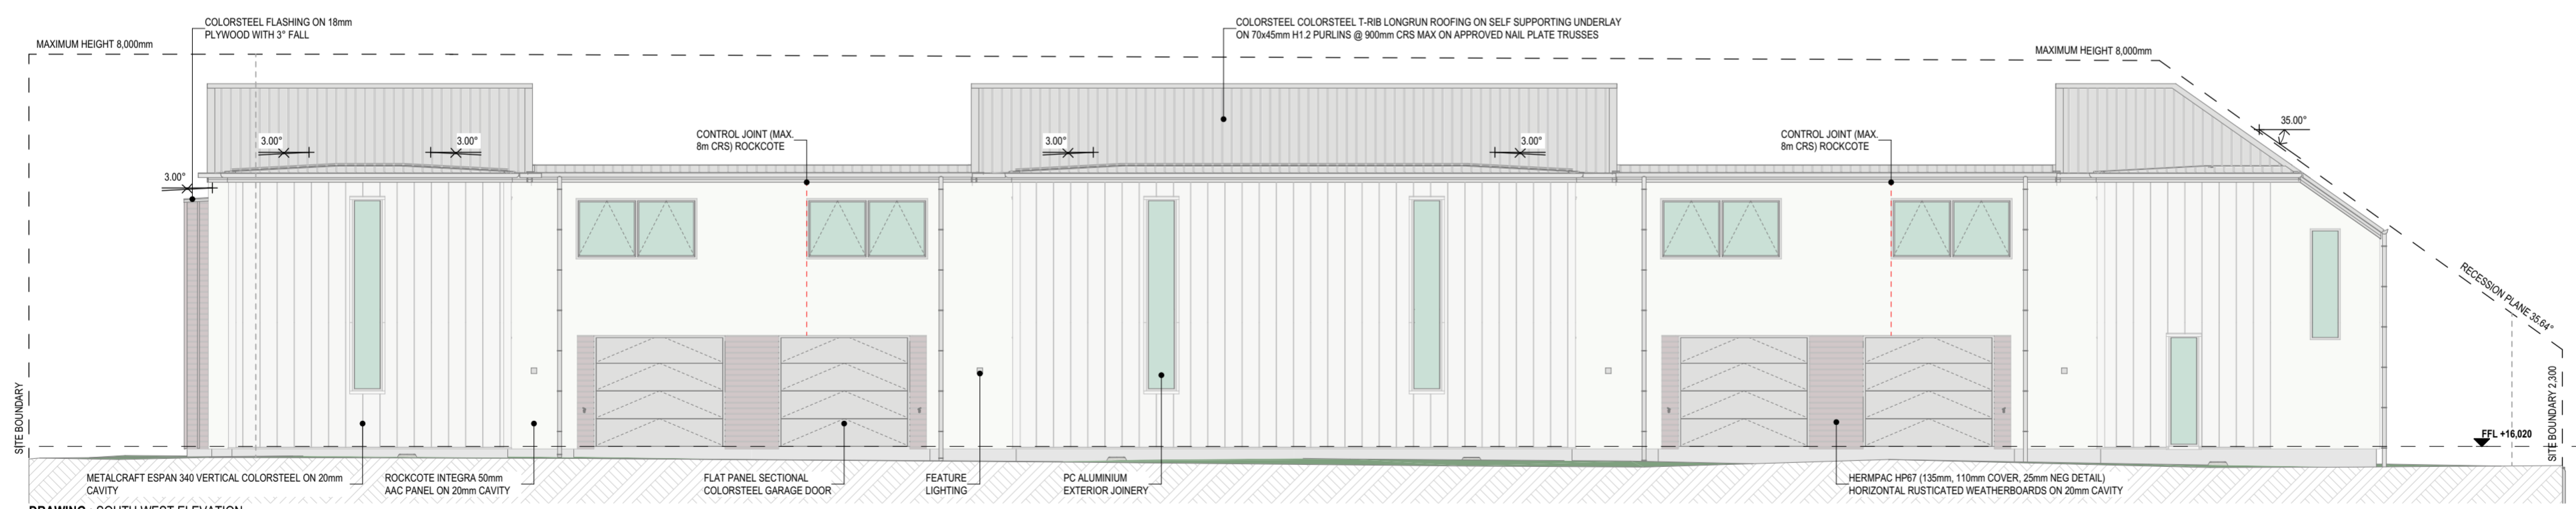 COLORSTEEL FLASHING ON 18mm
PLYWOOD WITH 3° FALL
COLORSTEEL COLORSTEEL T-RIB LONGRUN ROOFING ON SELF SUPPORTING UNDERLAY
ON 70x45mm H1.2 PURLINS @ 900mm CRS MAX ON APPROVED NAIL PLATE TRUSSES
MAXIMUM HEIGHT 8,000mm
MAXIMUM HEIGHT 8,000mm
35.00°
3.00°
3.00°
CONTROL JOINT (MAX.
8m CRS) ROCKCOTE
3.00°
3.00°
CONTROL JOINT (MAX.
8m CRS) ROCKCOTE
3.00°
RECESSION PLANE 35.64°
SITE BOUNDARY
SITE BOUNDARY 2,300
FFL +16,020
METALCRAFT ESPAN 340 VERTICAL COLORSTEEL ON 20mm
CAVITY
ROCKOTE INTEGRA 50mm
AAC PANEL ON 20mm CAVITY
FLAT PANEL SECTIONAL
COLORSTEEL GARAGE DOOR
FEATURE
LIGHTING
PC ALUMINIUM
EXTERIOR JOINERY
HERMPAC HP67 (135mm, 110mm COVER, 25mm NEG DETAIL)
HORIZONTAL RUSTICATED WEATHERBOARDS ON 20mm CAVITY
DRAWING : SOUTH WEST ELEVATION